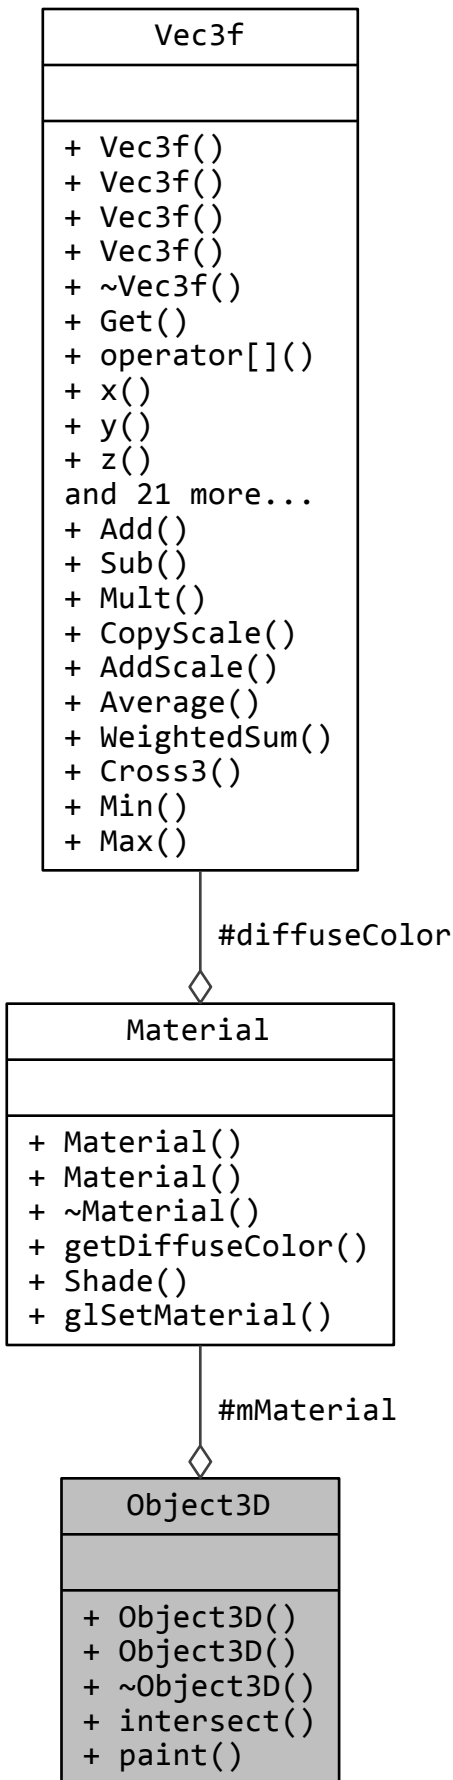 Vec3f
+ Vec3f()
+ Vec3f()
+ Vec3f()
+ Vec3f()
+ ~Vec3f()
+ Get()
+ operator[]()
+ x()
+ y()
+ z()
and 21 more...
+ Add()
+ Sub()
+ Mult()
+ CopyScale()
+ AddScale()
+ Average()
+ WeightedSum()
+ Cross3()
+ Min()
+ Max()
#diffuseColor
Material
+ Material()
+ Material()
+ ~Material()
+ getDiffuseColor()
+ Shade()
+ glSetMaterial()
#mMaterial
Object3D
+ Object3D()
+ Object3D()
+ ~Object3D()
+ intersect()
+ paint()